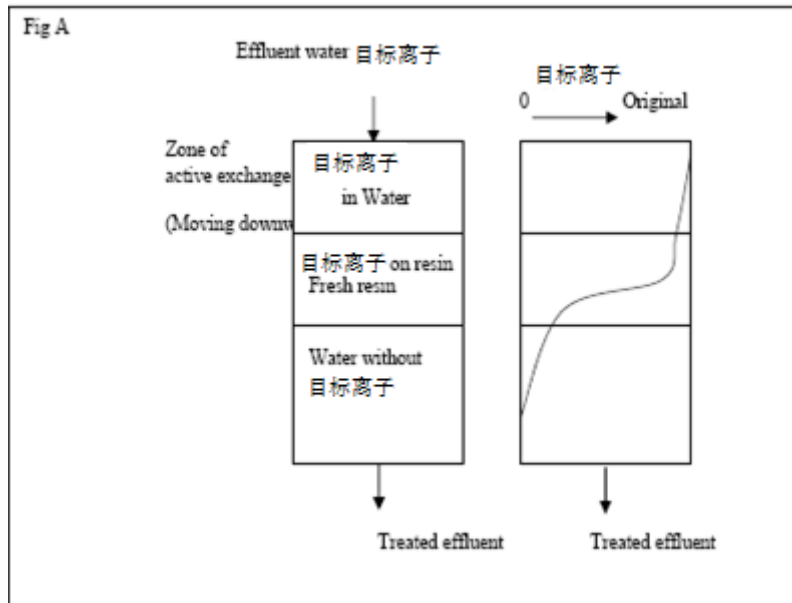 Fig A
Effluent water 目标离子
目标离子
0 Original
Zone of
active exchange
(Moving downw
目标离子
in Water
目标离子 on resin
Fresh resin
Water without
目标离子
Treated effluent
Treated effluent